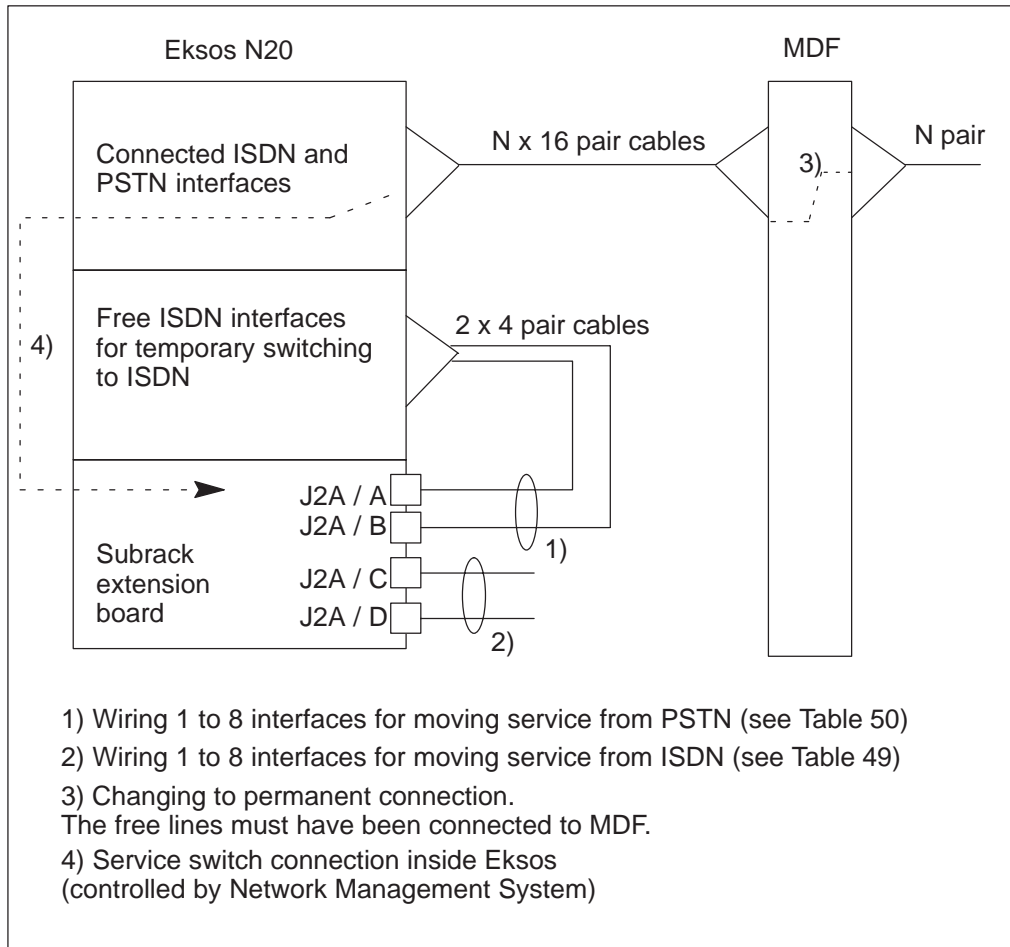 Eksos N20
MDF
Connected ISDN and
PSTN interfaces
N x 16 pair cables
3)
N pair
4)
Free ISDN interfaces
for temporary switching
to ISDN
2 x 4 pair cables
J2A / A
J2A / B
1)
Subrack
extension
board
J2A / C
J2A / D
2)
1) Wiring 1 to 8 interfaces for moving service from PSTN (see Table 50)
2) Wiring 1 to 8 interfaces for moving service from ISDN (see Table 49)
3) Changing to permanent connection.
The free lines must have been connected to MDF.
4) Service switch connection inside Eksos
(controlled by Network Management System)